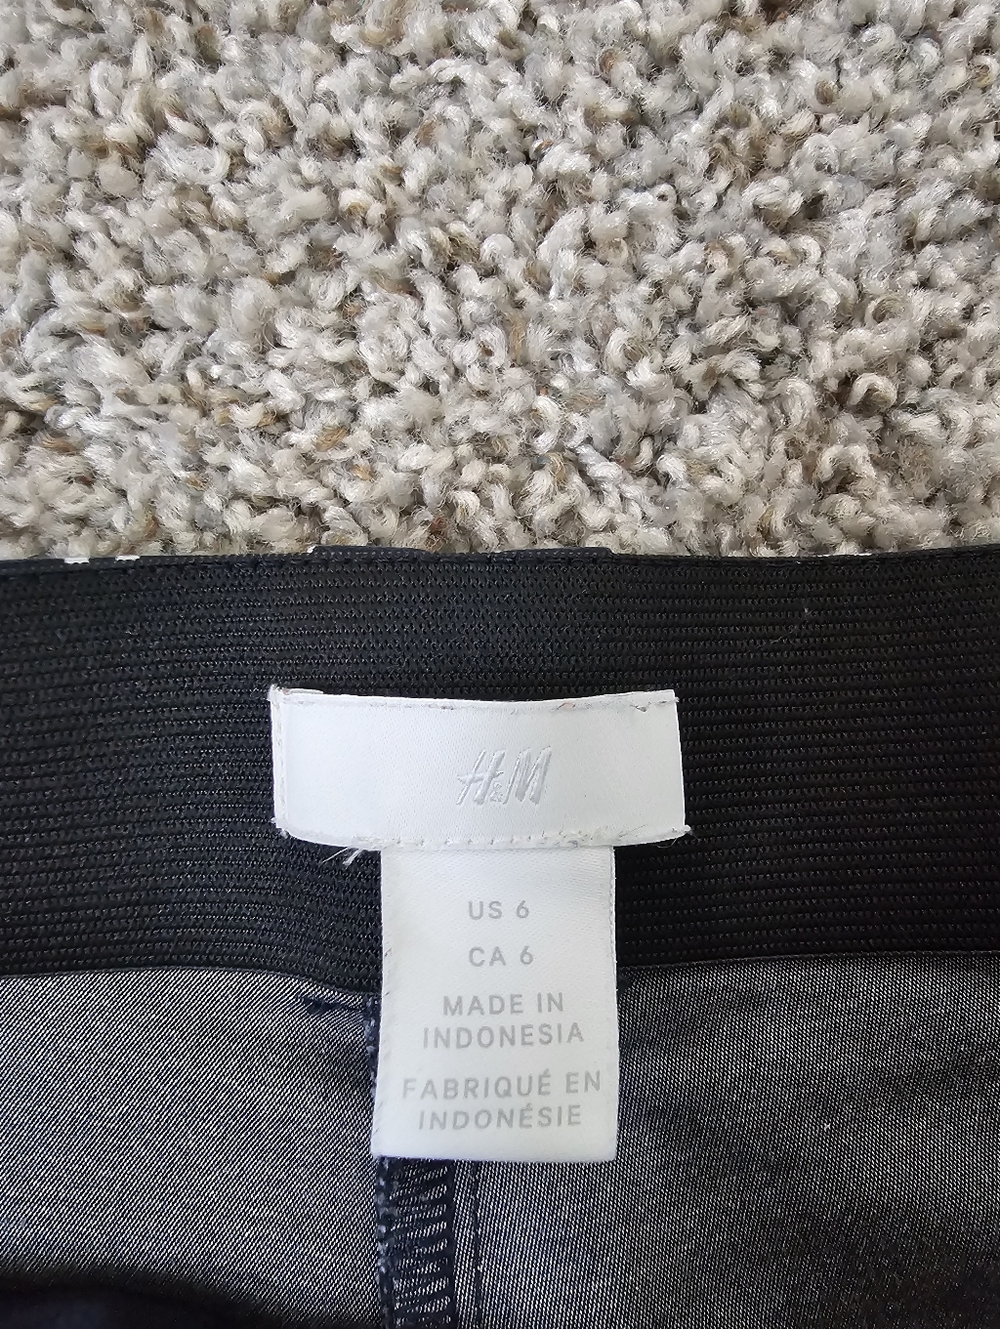 H&M
US 6
CA 6
MADE IN
INDONESIA
FABRIQUÉ EN
INDONÉSIE